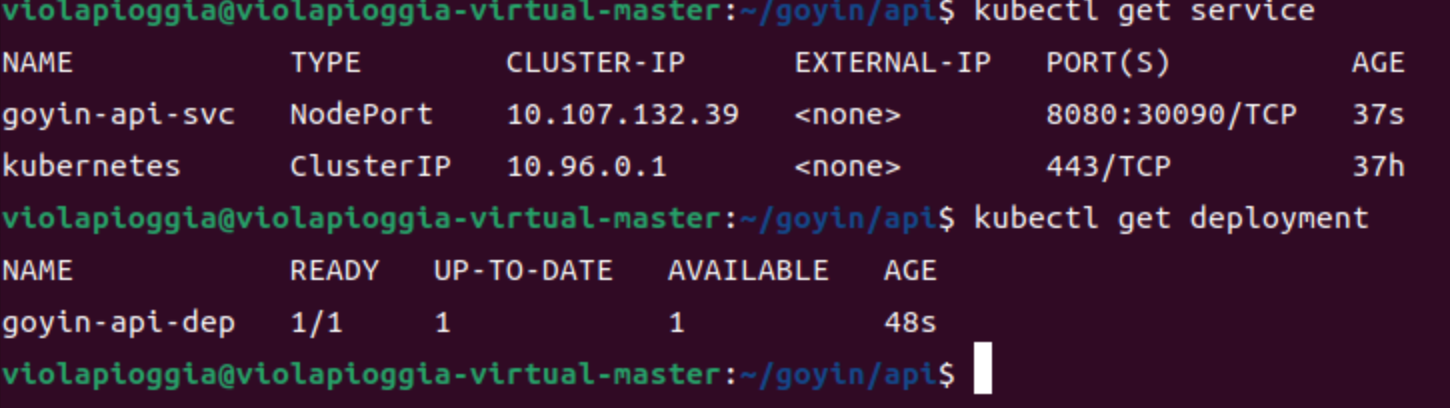 violapioggia@violapioggia-virtual-master:~/goyin/api$ kubectl get service
NAME TYPE CLUSTER-IP EXTERNAL-IP PORT(S) AGE
goyin-api-svc NodePort 10.107.132.39 <none> 8080:30090/TCP 37s
kubernetes ClusterIP 10.96.0.1 <none> 443/TCP 37h
violapioggia@violapioggia-virtual-master:~/goyin/api$ kubectl get deployment
NAME READY UP-TO-DATE AVAILABLE AGE
goyin-api-dep 1/1 1 1 48s
violapioggia@violapioggia-virtual-master:~/goyin/api$